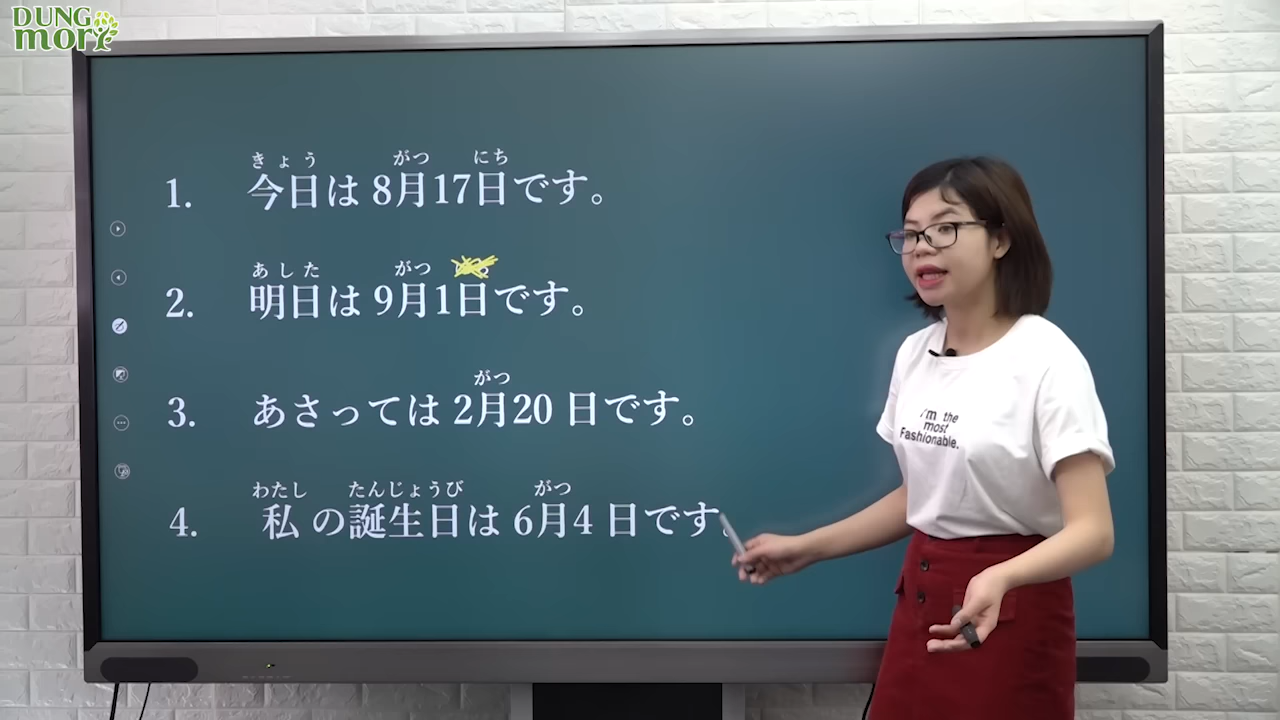 DUNG
mori
きょう がつ にち
1. 今日は 8月17日です。
あした がつ
2. 明日は 9月1日です。
がつ
3. あさっては 2月20 日です。
わたし たんじょうび がつ
4. 私 の誕生日は 6月4 日です。
I'm the
most
Fashionable.